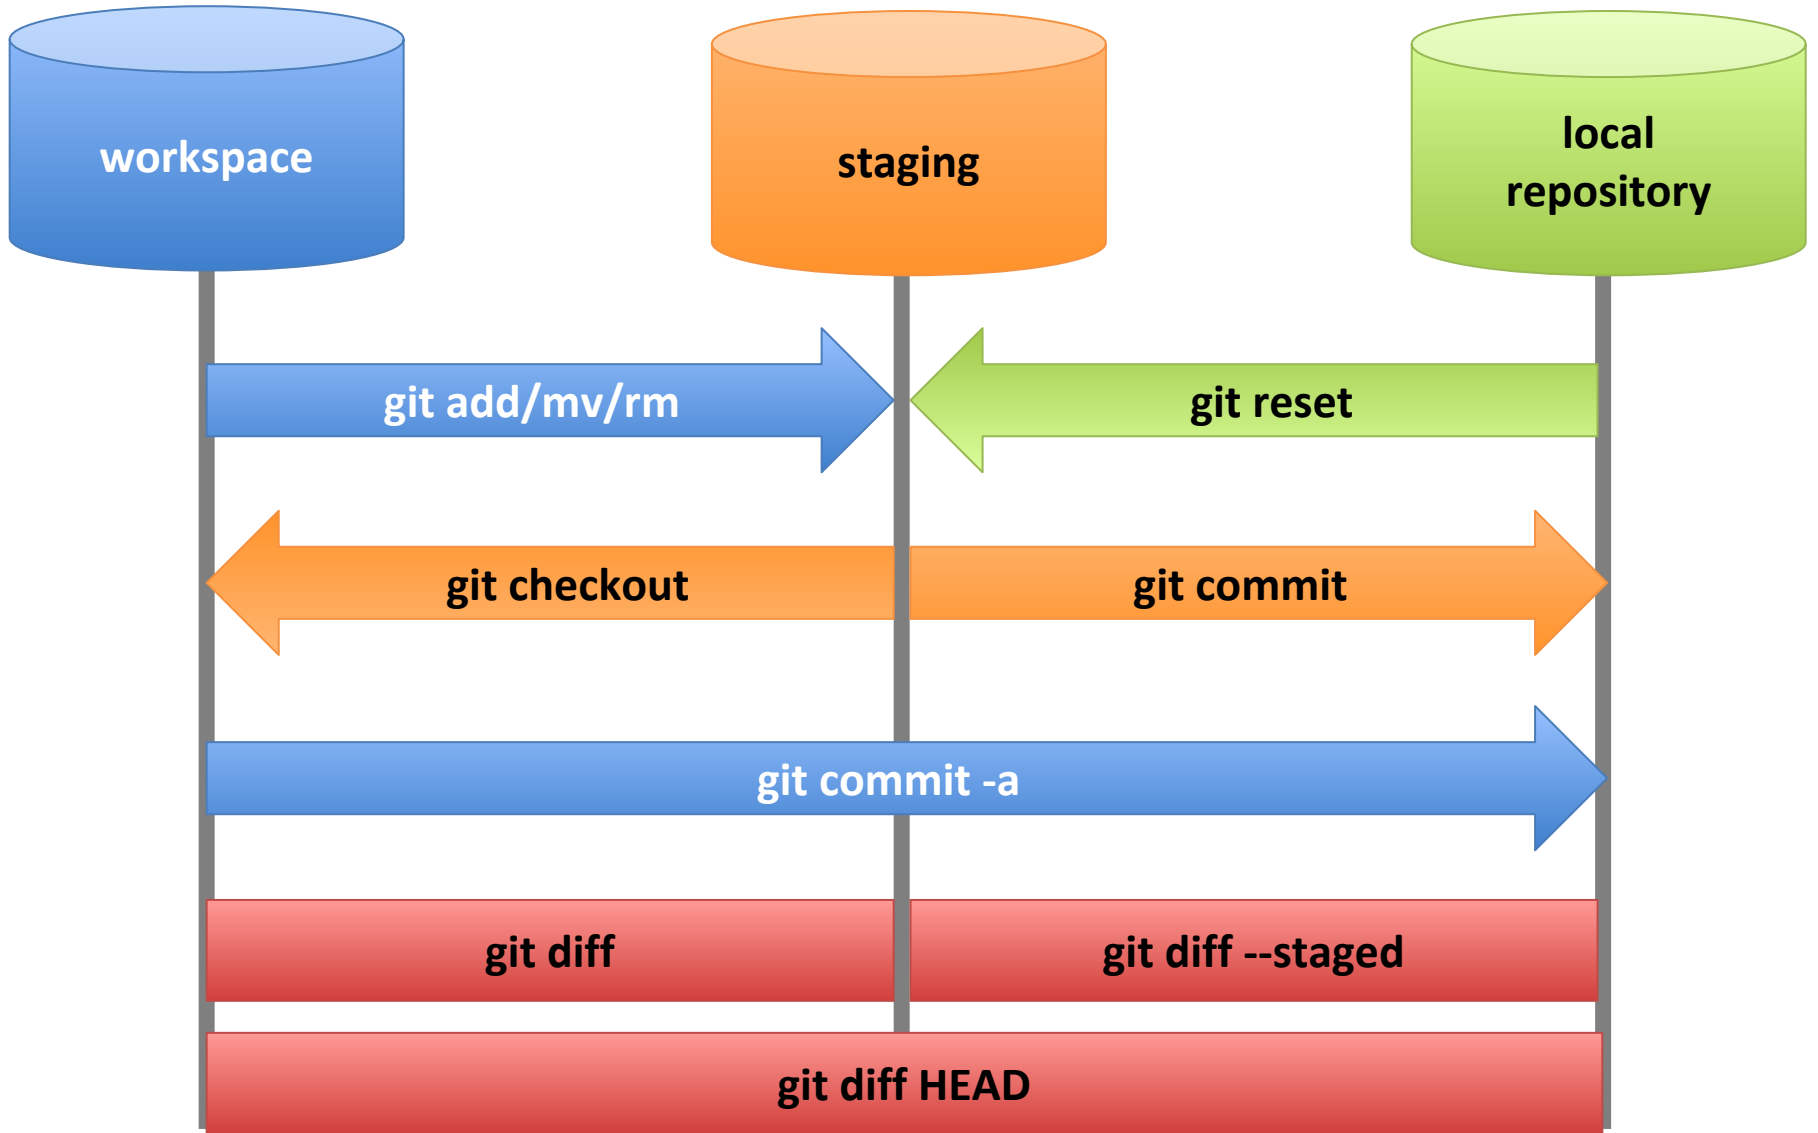 workspace
staging
local
repository
git add/mv/rm
git reset
git checkout
git commit
git commit -a
git diff
git diff --staged
git diff HEAD